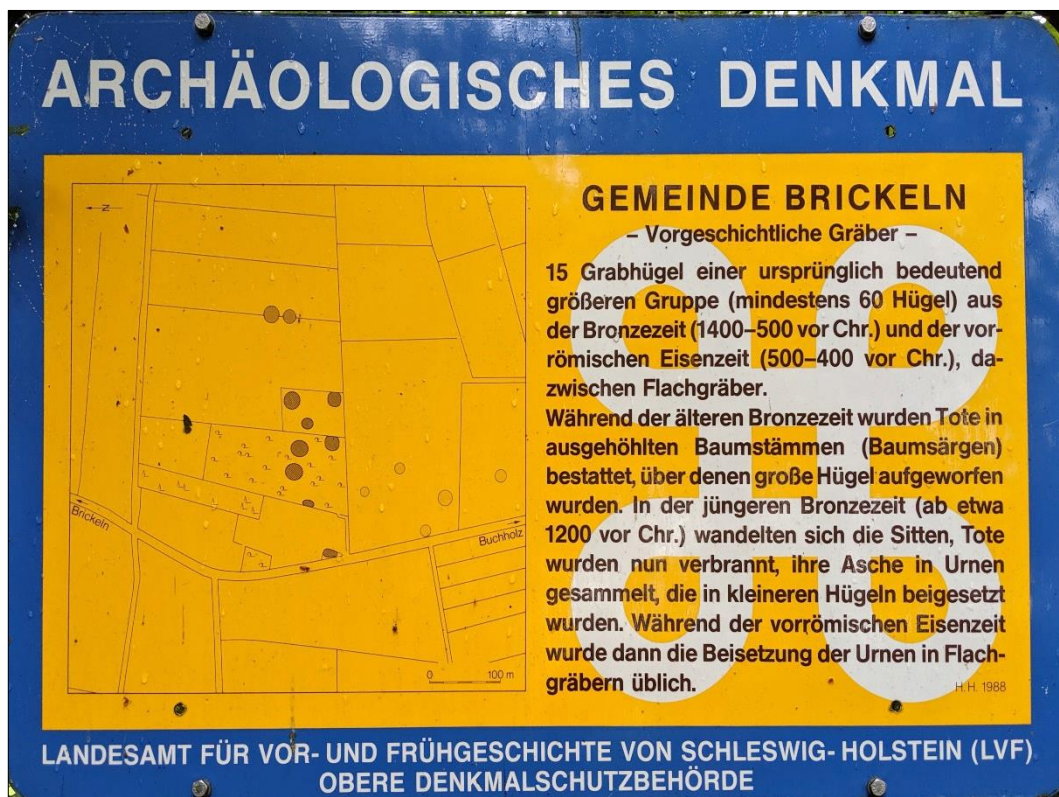 ARCHÄOLOGISCHES DENKMAL
N
Brickeln
Buchholz
0 100 m
GEMEINDE BRICKELN
– Vorgeschichtliche Gräber –
15 Grabhügel einer ursprünglich bedeutend
größeren Gruppe (mindestens 60 Hügel) aus
der Bronzezeit (1400–500 vor Chr.) und der vor-
römischen Eisenzeit (500–400 vor Chr.), da-
zwischen Flachgräber.
Während der älteren Bronzezeit wurden Tote in
ausgehöhlten Baumstämmen (Baumsärgen)
bestattet, über denen große Hügel aufgeworfen
wurden. In der jüngeren Bronzezeit (ab etwa
1200 vor Chr.) wandelten sich die Sitten, Tote
wurden nun verbrannt, ihre Asche in Urnen
gesammelt, die in kleineren Hügeln beigesetzt
wurden. Während der vorrömischen Eisenzeit
wurde dann die Beisetzung der Urnen in Flach-
gräbern üblich.
H.H. 1988
LANDESAMT FÜR VOR- UND FRÜHGESCHICHTE VON SCHLESWIG-HOLSTEIN (LVF)
OBERE DENKMALSCHUTZBEHÖRDE